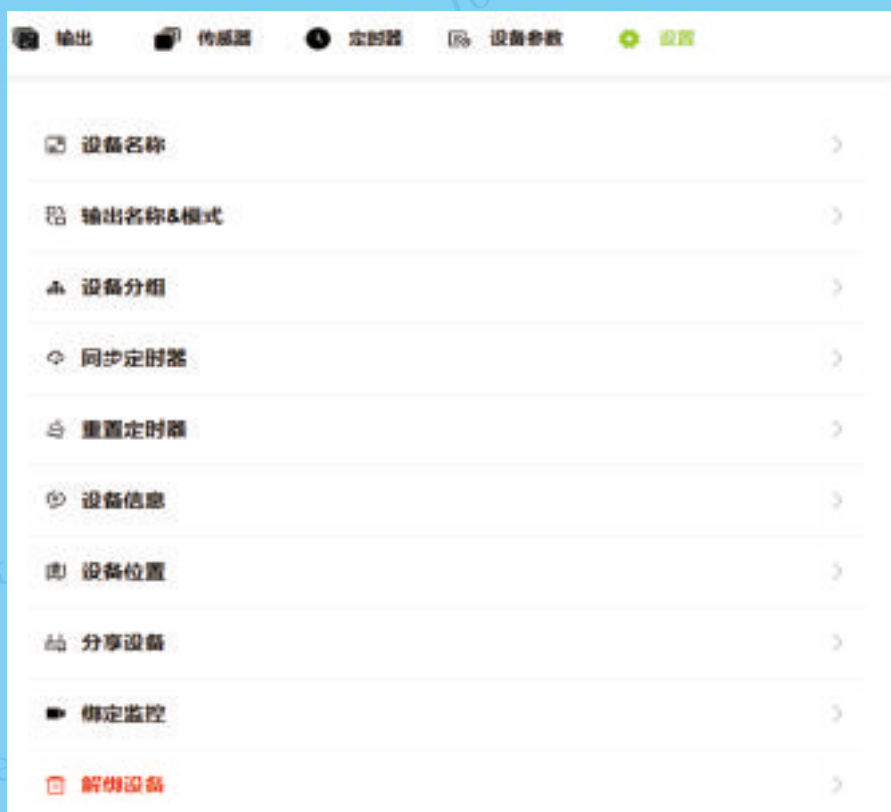 输出 传感器 定时器 设备参数 设置
设备名称
输出名称&模式
设备分组
同步定时器
重置定时器
设备信息
设备位置
分享设备
绑定监控
解绑设备